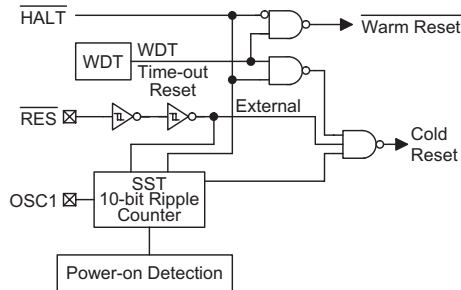 HALT
Warm Reset
WDT
WDT
Time-out
Reset
RES
External
Cold
Reset
OSC1
SST
10-bit Ripple
Counter
Power-on Detection